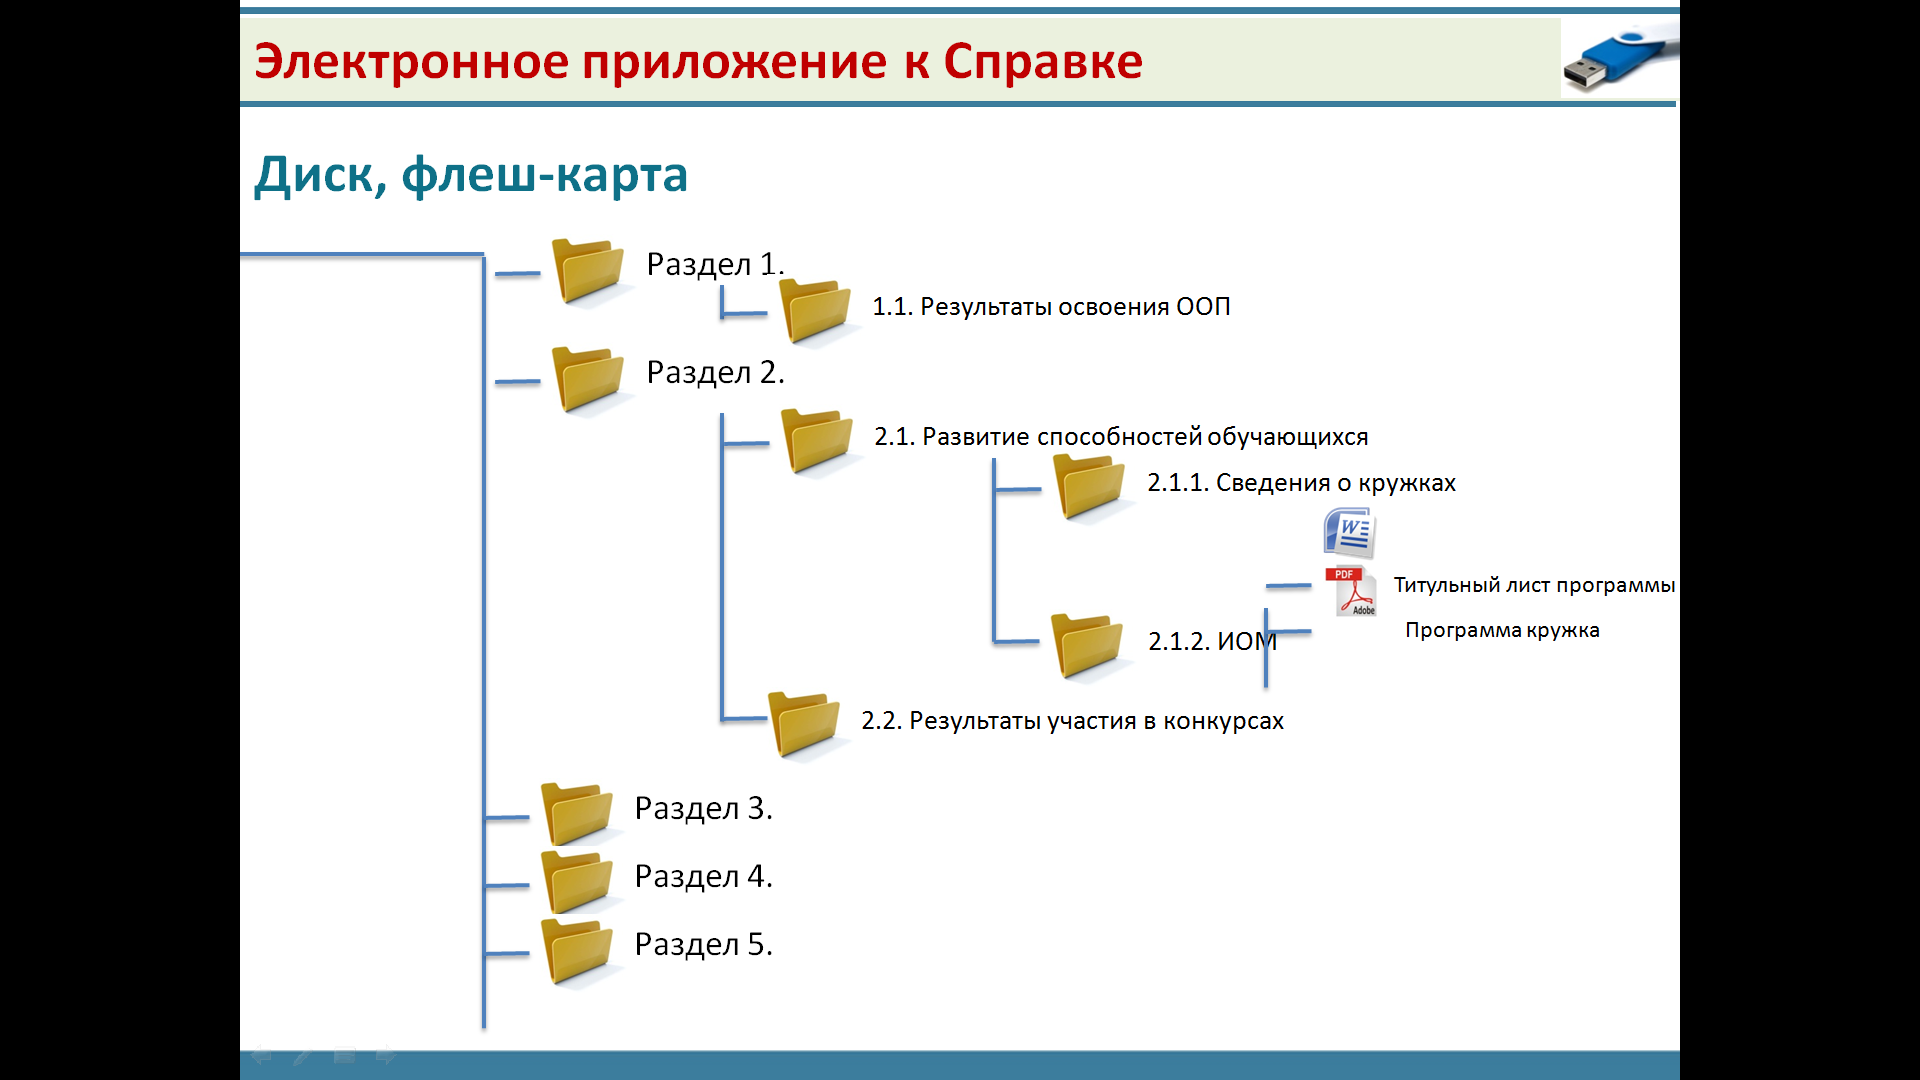 Электронное приложение к Справке
Диск, флеш-карта
Раздел 1.
1.1. Результаты освоения ООП
Раздел 2.
2.1. Развитие способностей обучающихся
2.1.1. Сведения о кружках
W
PDF
Adobe
Титульный лист программы
Программа кружка
2.1.2. ИОМ
2.2. Результаты участия в конкурсах
Раздел 3.
Раздел 4.
Раздел 5.